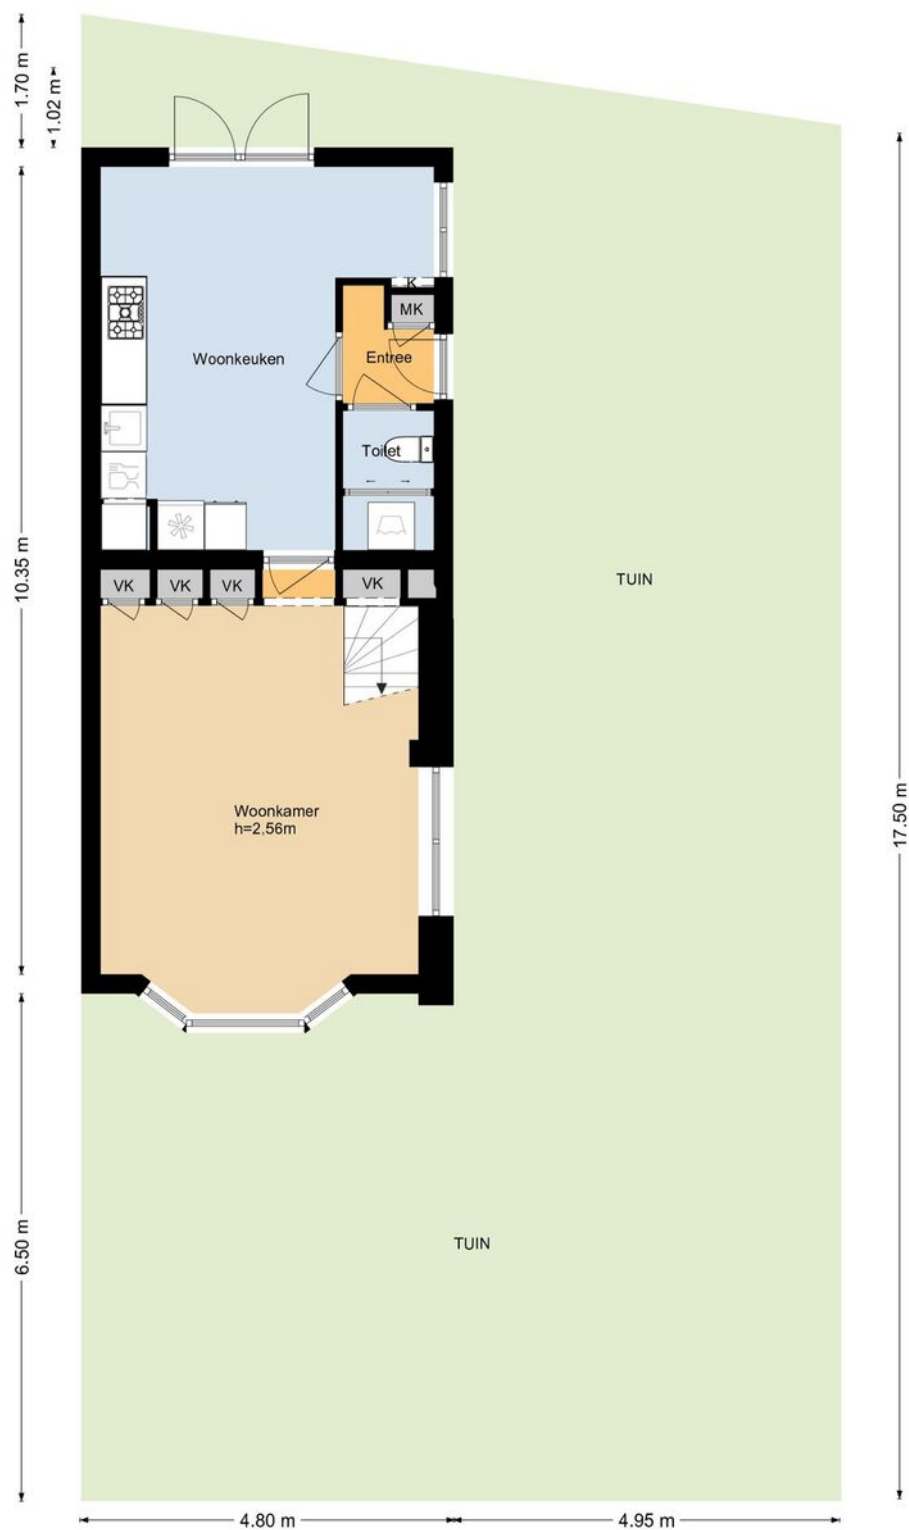 1.70 m
1.02 m
K
MK
Woonkeuken
Entree
Toilet
10.35 m
VK
VK
VK
VK
TUIN
Woonkamer
h=2,56m
17.50 m
6.50 m
TUIN
4.80 m
4.95 m